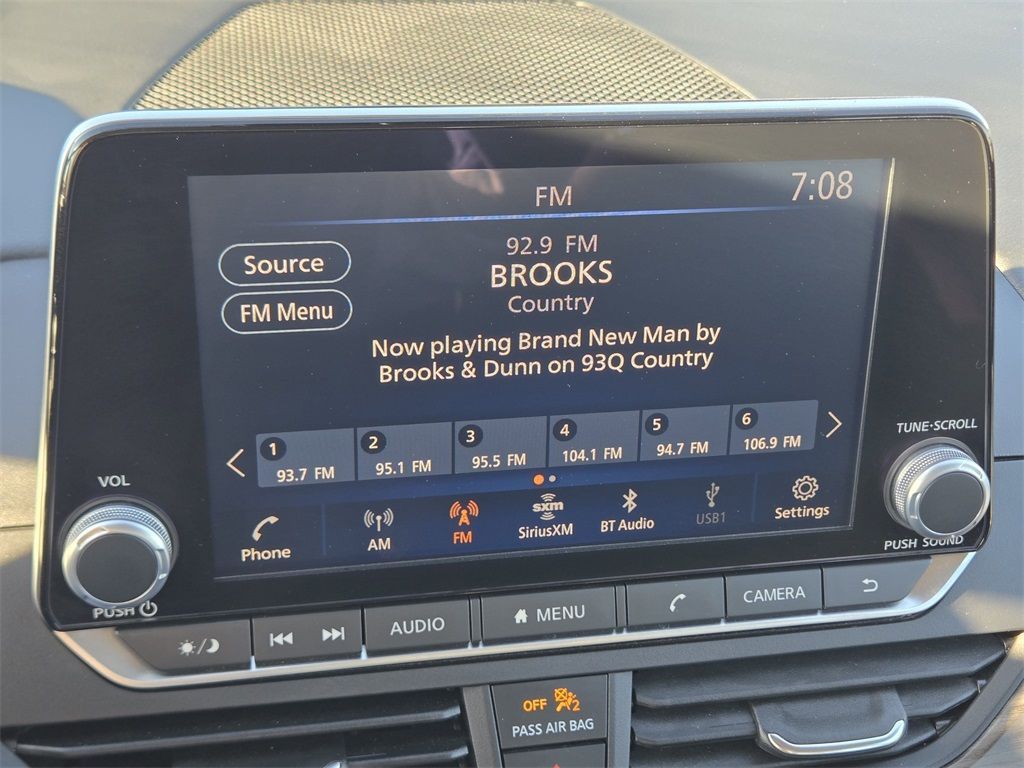 FM
7:08
92.9 FM
BROOKS
Country
Source
FM Menu
Now playing Brand New Man by
Brooks & Dunn on 93Q Country
1
93.7 FM
2
95.1 FM
3
95.5 FM
4
104.1 FM
5
94.7 FM
6
106.9 FM
Phone
AM
FM
sxm
SiriusXM
BT Audio
USB1
Settings
VOL
PUSH
TUNE·SCROLL
PUSH SOUND
AUDIO
MENU
CAMERA
OFF
2
PASS AIR BAG